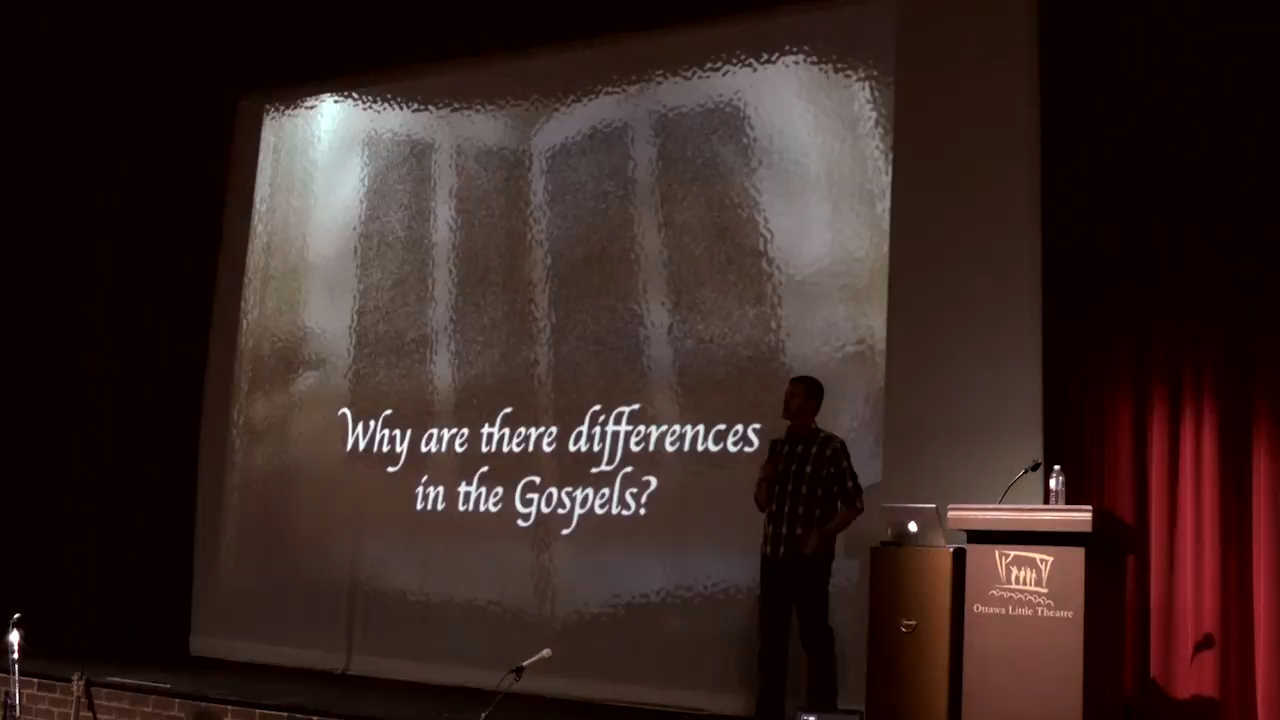 Why are there differences
in the Gospels?
Ottawa Little Theatre